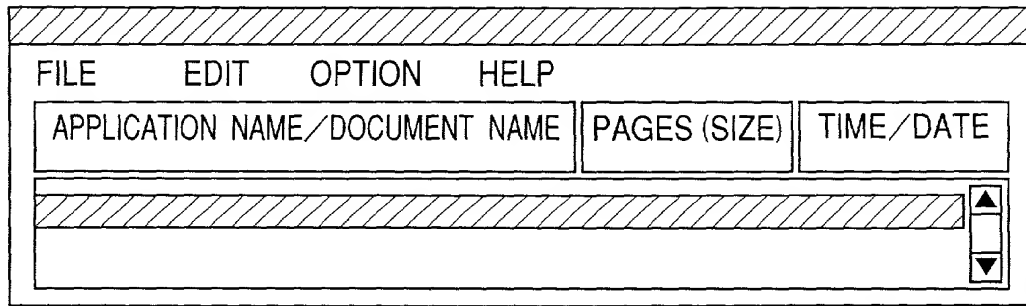 FILE EDIT OPTION HELP
APPLICATION NAME/DOCUMENT NAME PAGES (SIZE) TIME/DATE